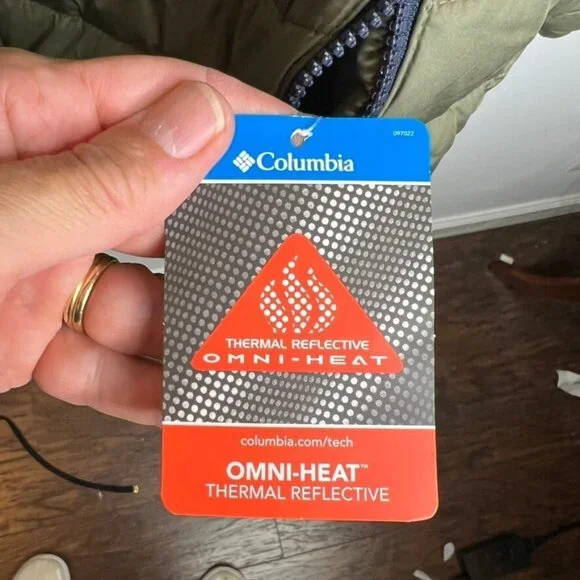 097027
Columbia
THERMAL REFLECTIVE
OMNI-HEAT
columbia.com/tech
OMNI-HEAT™
THERMAL REFLECTIVE